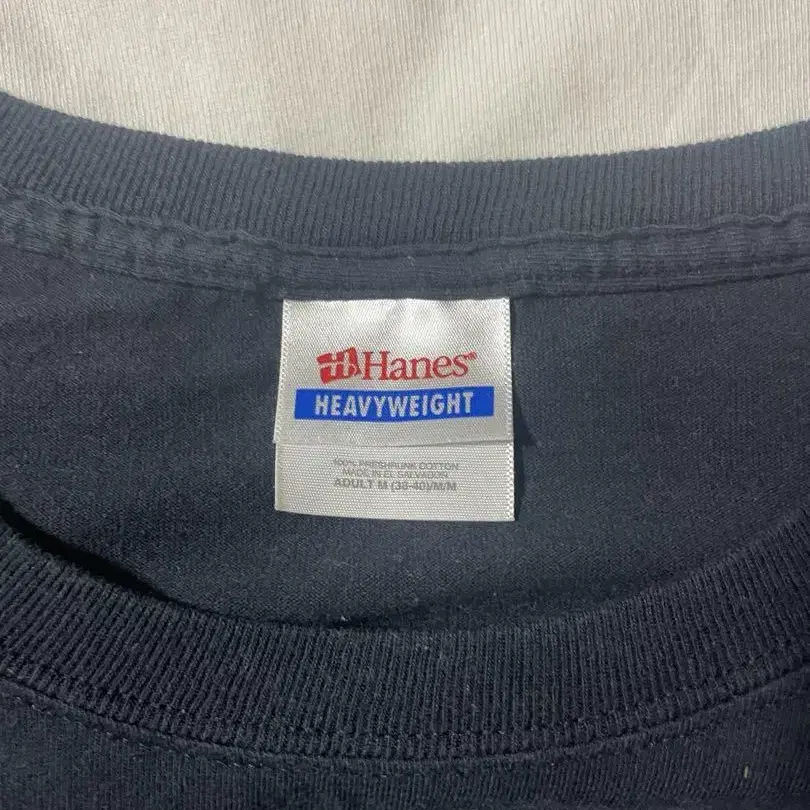 Hanes®
HEAVYWEIGHT
100% PRESHRUNK COTTON
MADE IN EL SALVADOR
ADULT M (38-40)/M/M